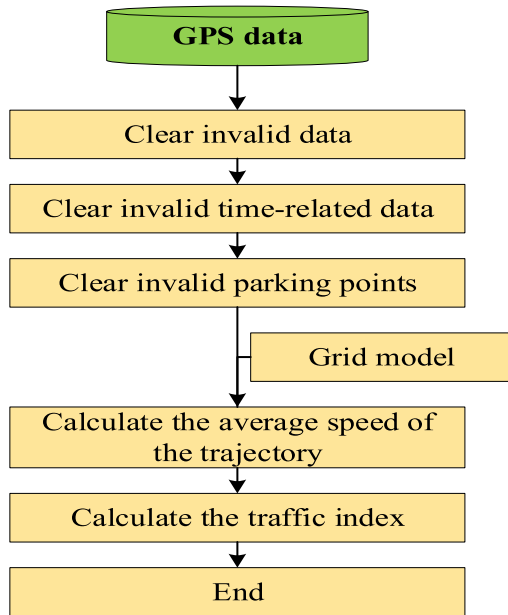 GPS data
Clear invalid data
Clear invalid time-related data
Clear invalid parking points
Grid model
Calculate the average speed of
the trajectory
Calculate the traffic index
End